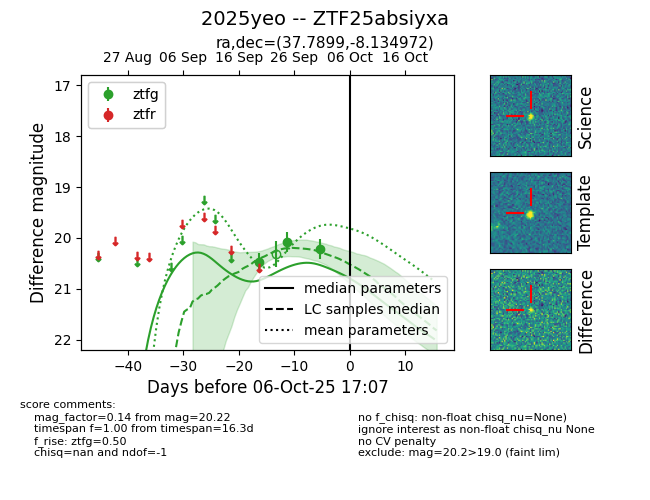 2025yeo -- ZTF25absiyxa
ra,dec=(37.7899,-8.134972)
27 Aug 06 Sep 16 Sep 26 Sep 06 Oct 16 Oct
17
18
19
20
21
22
Difference magnitude
ztfg
ztfr
median parameters
LC samples median
mean parameters
−40 −30 −20 −10 0 10
Days before 06-Oct-25 17:07
Science
Template
Difference
score comments:
mag_factor=0.14 from mag=20.22
timespan f=1.00 from timespan=16.3d
f_rise: ztfg=0.50
chisq=nan and ndof=-1
no f_chisq: non-float chisq_nu=None)
ignore interest as non-float chisq_nu None
no CV penalty
exclude: mag=20.2>19.0 (faint lim)